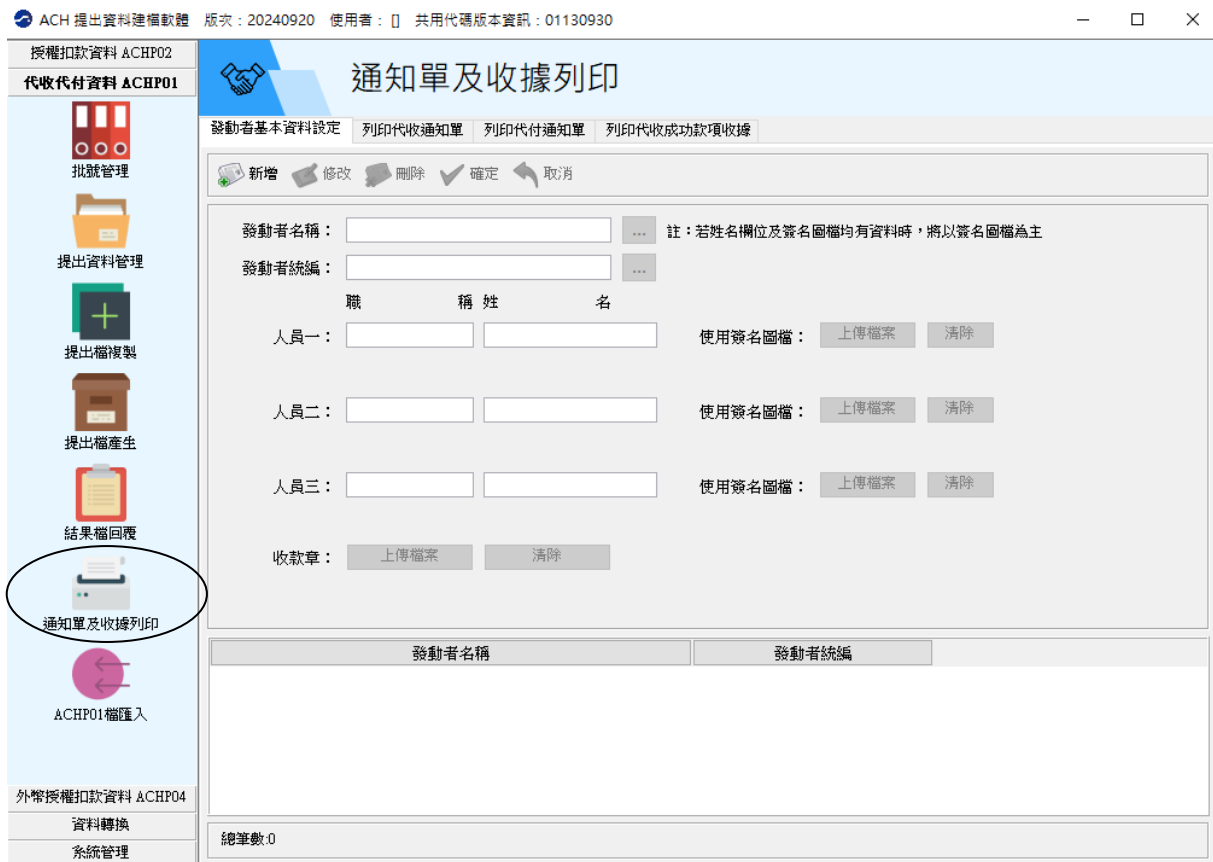 ACH 提出資料建檔軟體 版次：20240920 使用者：[] 共用代碼版本資訊：01130930
授權扣款資料 ACHP02
代收代付資料 ACHP01
批號管理
提出資料管理
提出檔複製
提出檔產生
結果檔回覆
通知單及收據列印
ACHP01檔匯入
外幣授權扣款資料 ACHP04
資料轉換
系統管理
通知單及收據列印
發動者基本資料設定 列印代收通知單 列印代付通知單 列印代收成功款項收據
新增 修改 刪除 確定 取消
發動者名稱： ... 註：若姓名欄位及簽名圖檔均有資料時，將以簽名圖檔為主
發動者統編： ...
職 稱 姓 名
人員一： 使用簽名圖檔： 上傳檔案 清除
人員二： 使用簽名圖檔： 上傳檔案 清除
人員三： 使用簽名圖檔： 上傳檔案 清除
收款章： 上傳檔案 清除
發動者名稱 發動者統編
總筆數:0